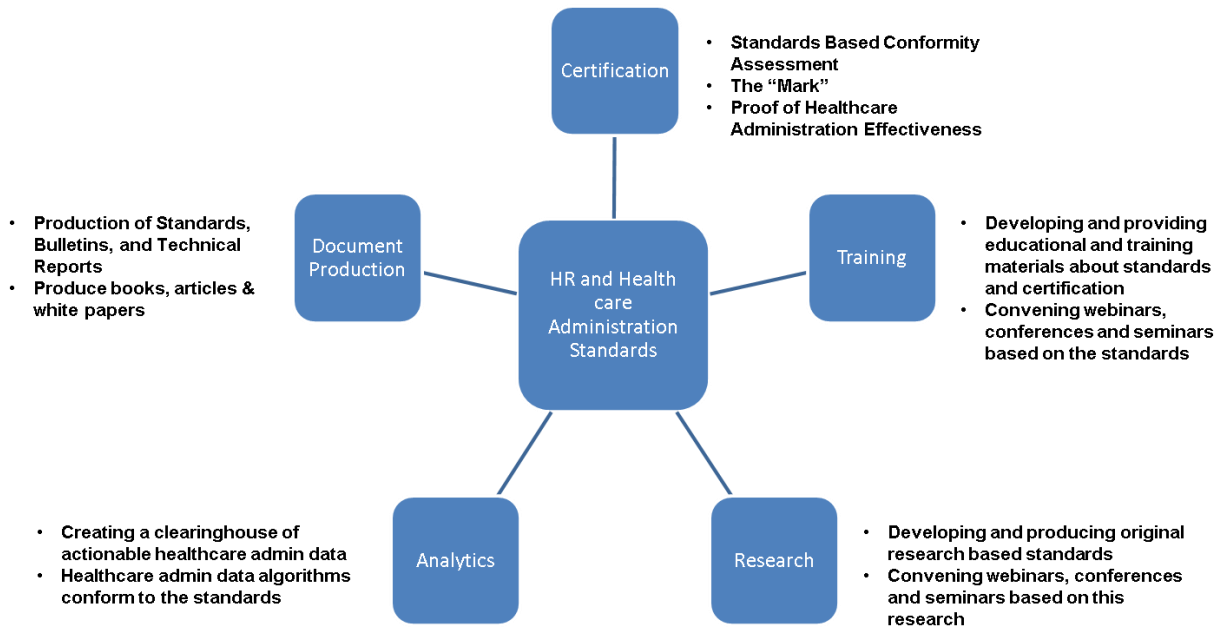 Certification
• Standards Based Conformity
Assessment
• The “Mark”
• Proof of Healthcare
Administration Effectiveness
• Production of Standards,
Bulletins, and Technical
Reports
• Produce books, articles &
white papers
Document
Production
HR and Health
care
Administration
Standards
Training
• Developing and providing
educational and training
materials about standards
and certification
• Convening webinars,
conferences and seminars
based on the standards
• Creating a clearinghouse of
actionable healthcare admin data
• Healthcare admin data algorithms
conform to the standards
Analytics
Research
• Developing and producing original
research based standards
• Convening webinars, conferences
and seminars based on this
research